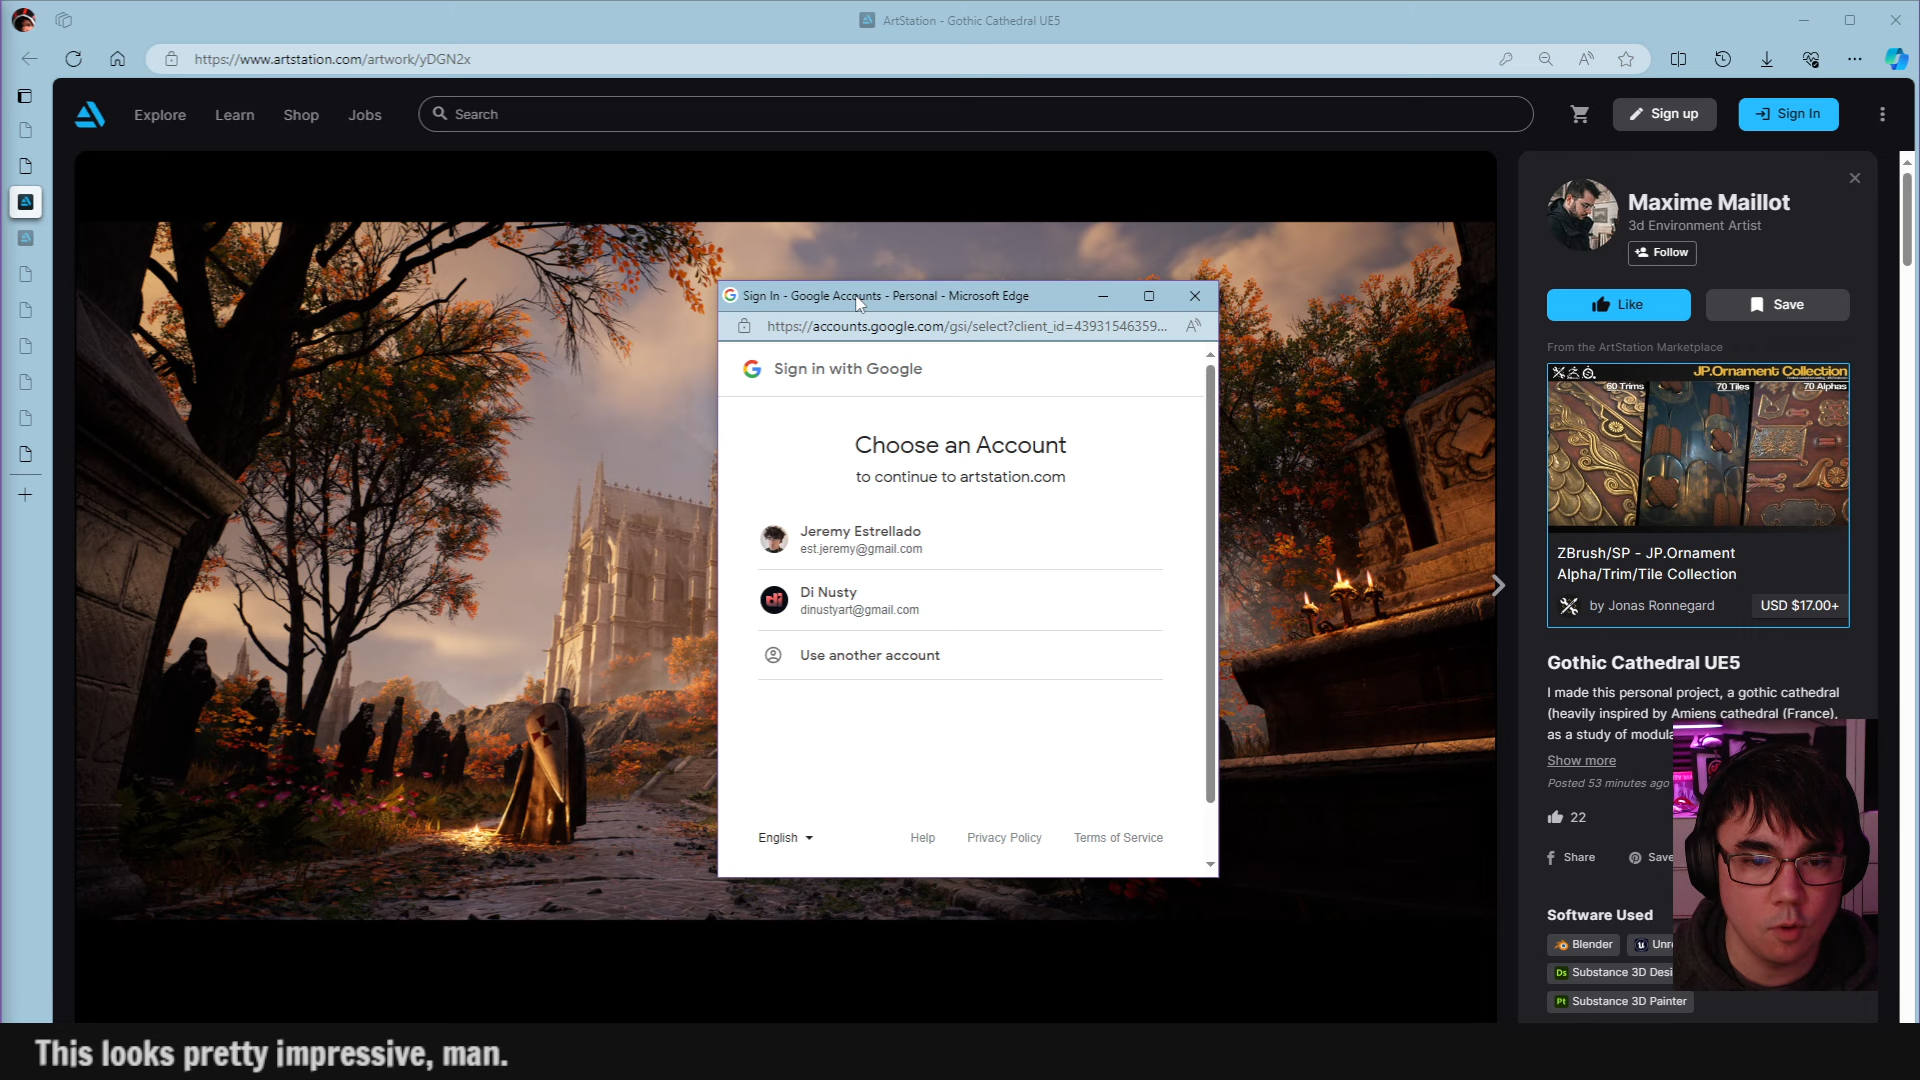 ArtStation - Gothic Cathedral UE5
https://www.artstation.com/artwork/yDGN2x
Explore
Learn
Shop
Jobs
Search
Sign up
Sign In
Maxime Maillot
3d Environment Artist
Follow
Like
Save
From the ArtStation Marketplace
JP.Ornament Collection
60 Trims
70 Tiles
70 Alphas
ZBrush/SP - JP.Ornament
Alpha/Trim/Tile Collection
by Jonas Ronnegard
USD $17.00+
Gothic Cathedral UE5
I made this personal project, a gothic cathedral
(heavily inspired by Amiens cathedral (France),
as a study of modula
Show more
Posted 53 minutes ago
22
Share
Save
Software Used
Blender
Unre
Substance 3D Desi
Substance 3D Painter
Sign In - Google Accounts - Personal - Microsoft Edge
https://accounts.google.com/gsi/select?client_id=43931546359...
Sign in with Google
Choose an Account
to continue to artstation.com
Jeremy Estrellado
est.jeremy@gmail.com
di
Di Nusty
dinustyart@gmail.com
Use another account
English
Help
Privacy Policy
Terms of Service
This looks pretty impressive, man.